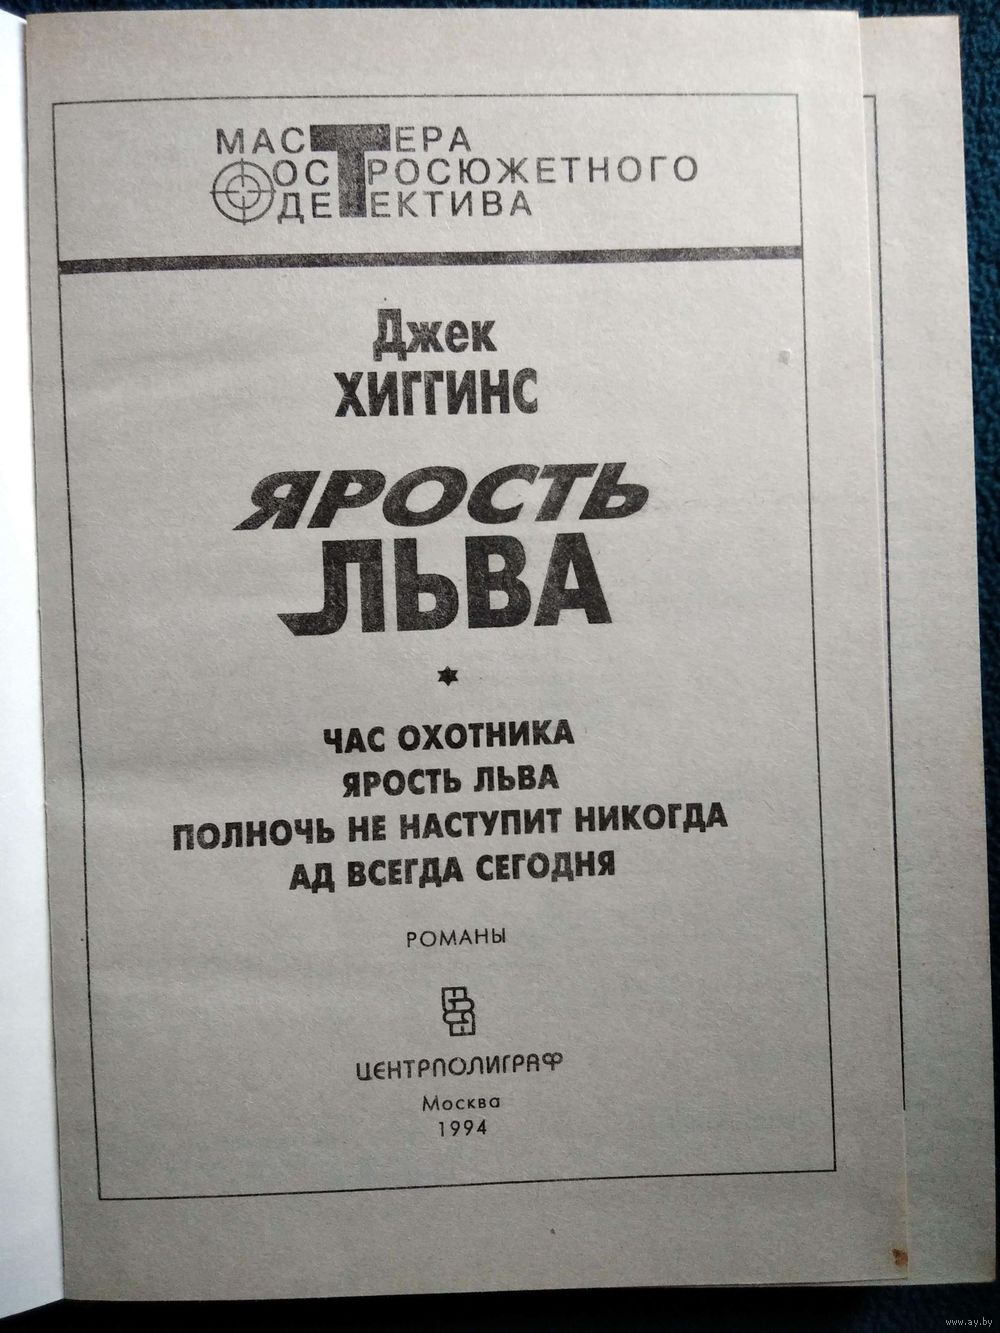 МАСТЕРА
ОСТРОСЮЖЕТНОГО
ДЕТЕКТИВА
Джек
ХИГГИНС
ЯРОСТЬ
ЛЬВА
ЧАС ОХОТНИКА
ЯРОСТЬ ЛЬВА
ПОЛНОЧЬ НЕ НАСТУПИТ НИКОГДА
АД ВСЕГДА СЕГОДНЯ
РОМАНЫ
ЦЕНТРПОЛИГРАФ
Москва
1994
www.ay.by